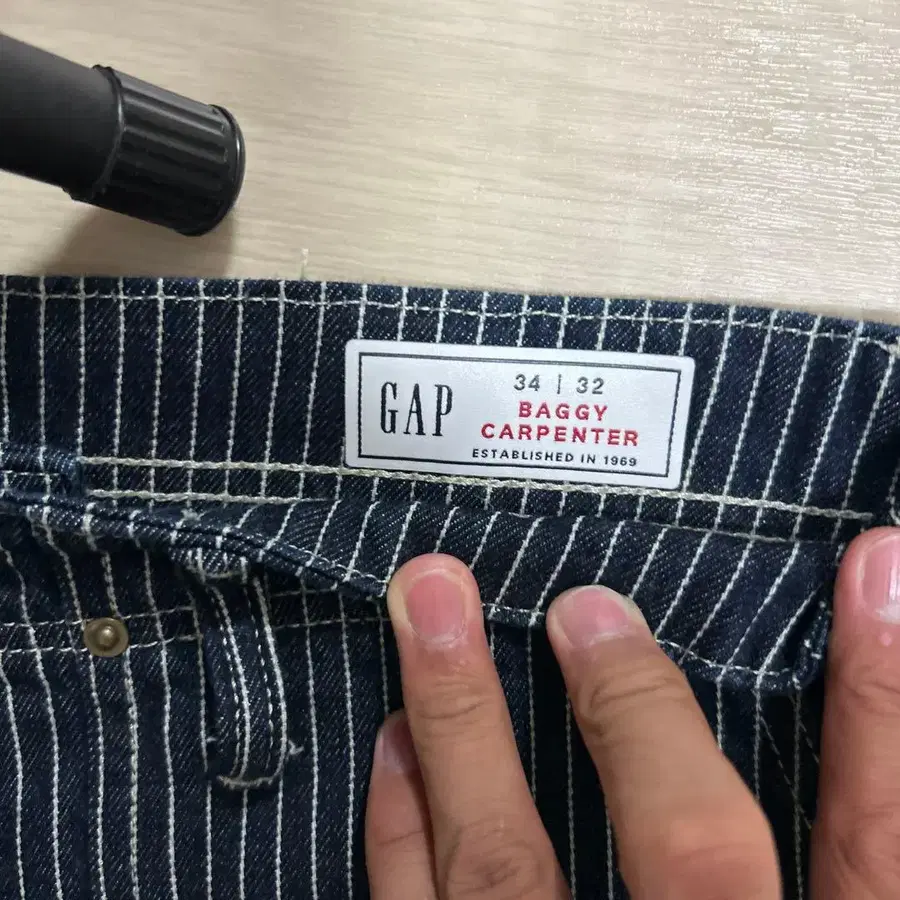 GAP
34 | 32
BAGGY
CARPENTER
ESTABLISHED IN 1969